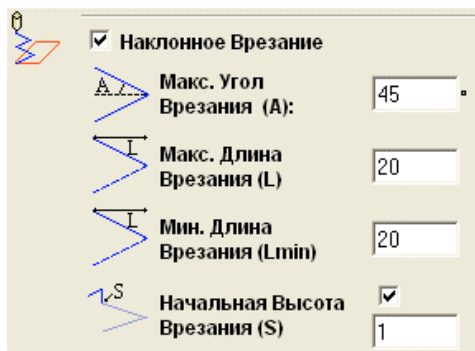 Наклонное Врезание
A Макс. Угол
Врезания (A): 45 °
L Макс. Длина
Врезания (L) 20
L Мин. Длина
Врезания (Lmin) 20
S Начальная Высота
Врезания (S) 1